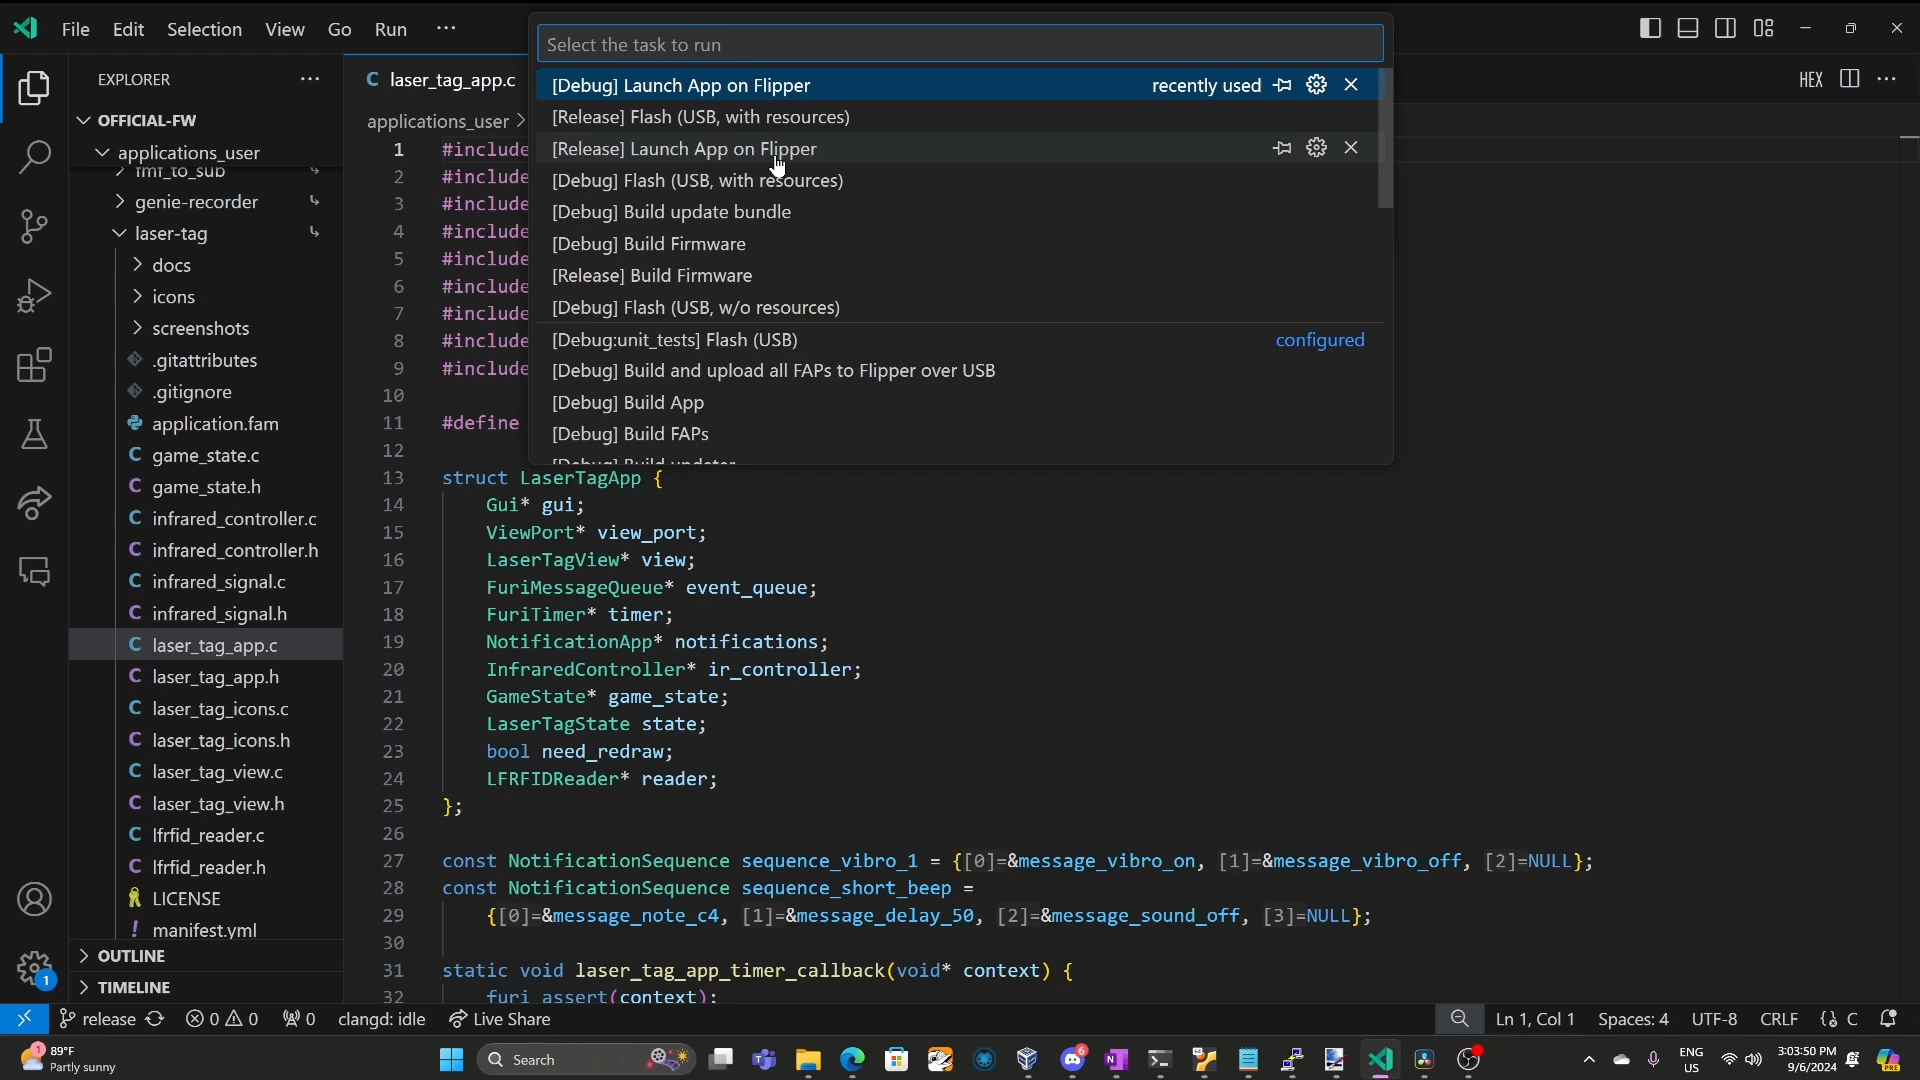 File Edit Selection View Go Run ···
Select the task to run
[Debug] Launch App on Flipper recently used
[Release] Flash (USB, with resources)
[Release] Launch App on Flipper
[Debug] Flash (USB, with resources)
[Debug] Build update bundle
[Debug] Build Firmware
[Release] Build Firmware
[Debug] Flash (USB, w/o resources)
[Debug:unit_tests] Flash (USB) configured
[Debug] Build and upload all FAPs to Flipper over USB
[Debug] Build App
[Debug] Build FAPs
[Debug] Build updater
EXPLORER ···
OFFICIAL-FW
applications_user
fmf_to_sub
genie-recorder
laser-tag
docs
icons
screenshots
.gitattributes
.gitignore
application.fam
C game_state.c
C game_state.h
C infrared_controller.c
C infrared_controller.h
C infrared_signal.c
C infrared_signal.h
C laser_tag_app.c
C laser_tag_app.h
C laser_tag_icons.c
C laser_tag_icons.h
C laser_tag_view.c
C laser_tag_view.h
C lfrfid_reader.c
C lfrfid_reader.h
LICENSE
! manifest.yml
OUTLINE
TIMELINE
C laser_tag_app.c HEX ···
applications_user >
1 #include
2 #include
3 #include
4 #include
5 #include
6 #include
7 #include
8 #include
9 #include
10
11 #define
12
13 struct LaserTagApp {
14 Gui* gui;
15 ViewPort* view_port;
16 LaserTagView* view;
17 FuriMessageQueue* event_queue;
18 FuriTimer* timer;
19 NotificationApp* notifications;
20 InfraredController* ir_controller;
21 GameState* game_state;
22 LaserTagState state;
23 bool need_redraw;
24 LFRFIDReader* reader;
25 };
26
27 const NotificationSequence sequence_vibro_1 = {[0]=&message_vibro_on, [1]=&message_vibro_off, [2]=NULL};
28 const NotificationSequence sequence_short_beep =
29 {[0]=&message_note_c4, [1]=&message_delay_50, [2]=&message_sound_off, [3]=NULL};
30
31 static void laser_tag_app_timer_callback(void* context) {
32 furi_assert(context);
1
release 0 0 0 clangd: idle Live Share Ln 1, Col 1 Spaces: 4 UTF-8 CRLF {} C
1 89°F
Partly sunny
Search
6
ENG
US
3:03:50 PM
9/6/2024
PRE